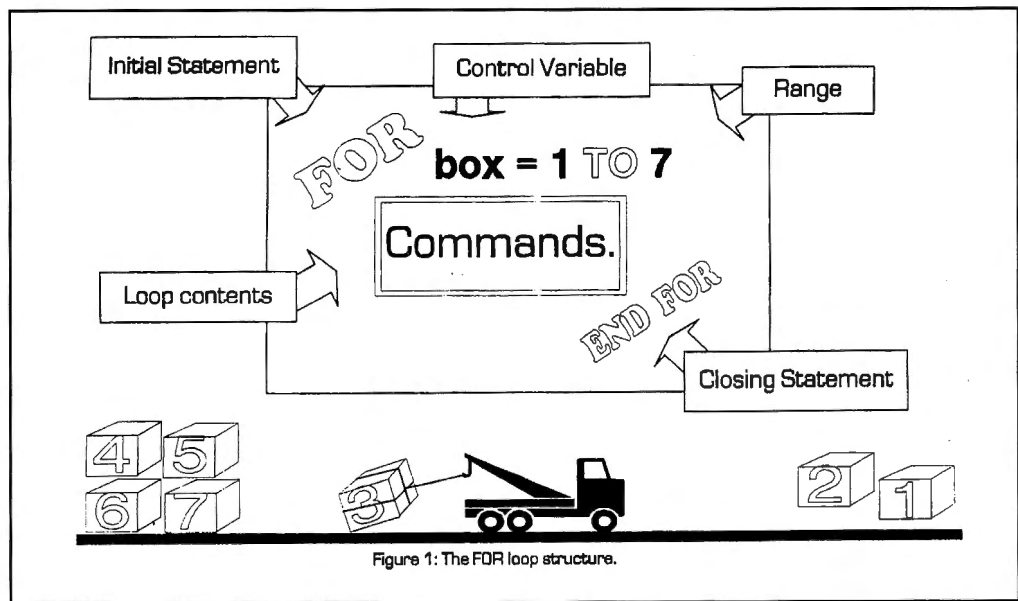 Initial Statement
Control Variable
Range
FOR
box = 1 TO 7
Commands.
Loop contents
END FOR
Closing Statement
4 5
6 7
3
2
1
Figure 1: The FOR loop structure.